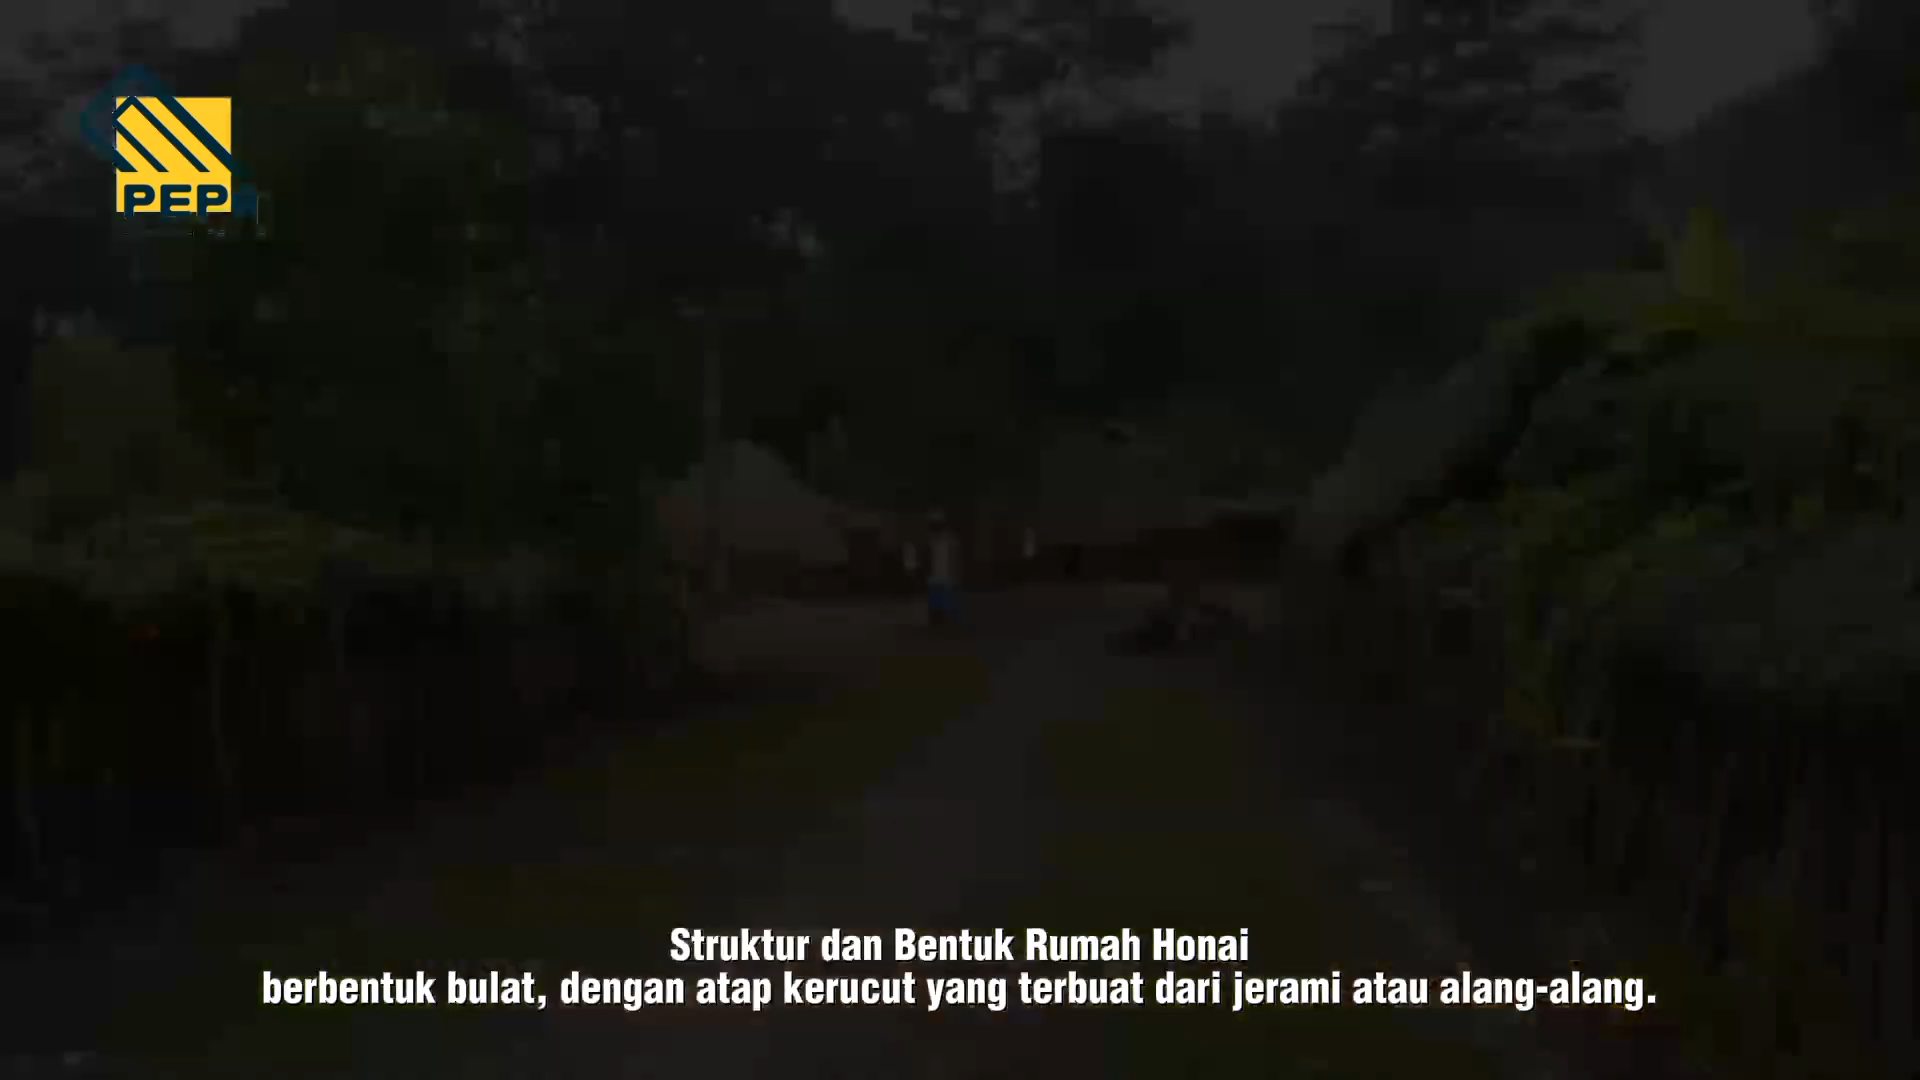 PEP
Struktur dan Bentuk Rumah Honai
berbentuk bulat, dengan atap kerucut yang terbuat dari jerami atau alang-alang.